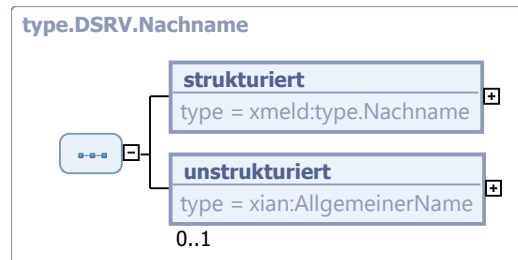 type.DSRV.Nachname
strukturiert
type = xmeld:type.Nachname
unstrukturiert
type = xian:AllgemeinerName
0..1